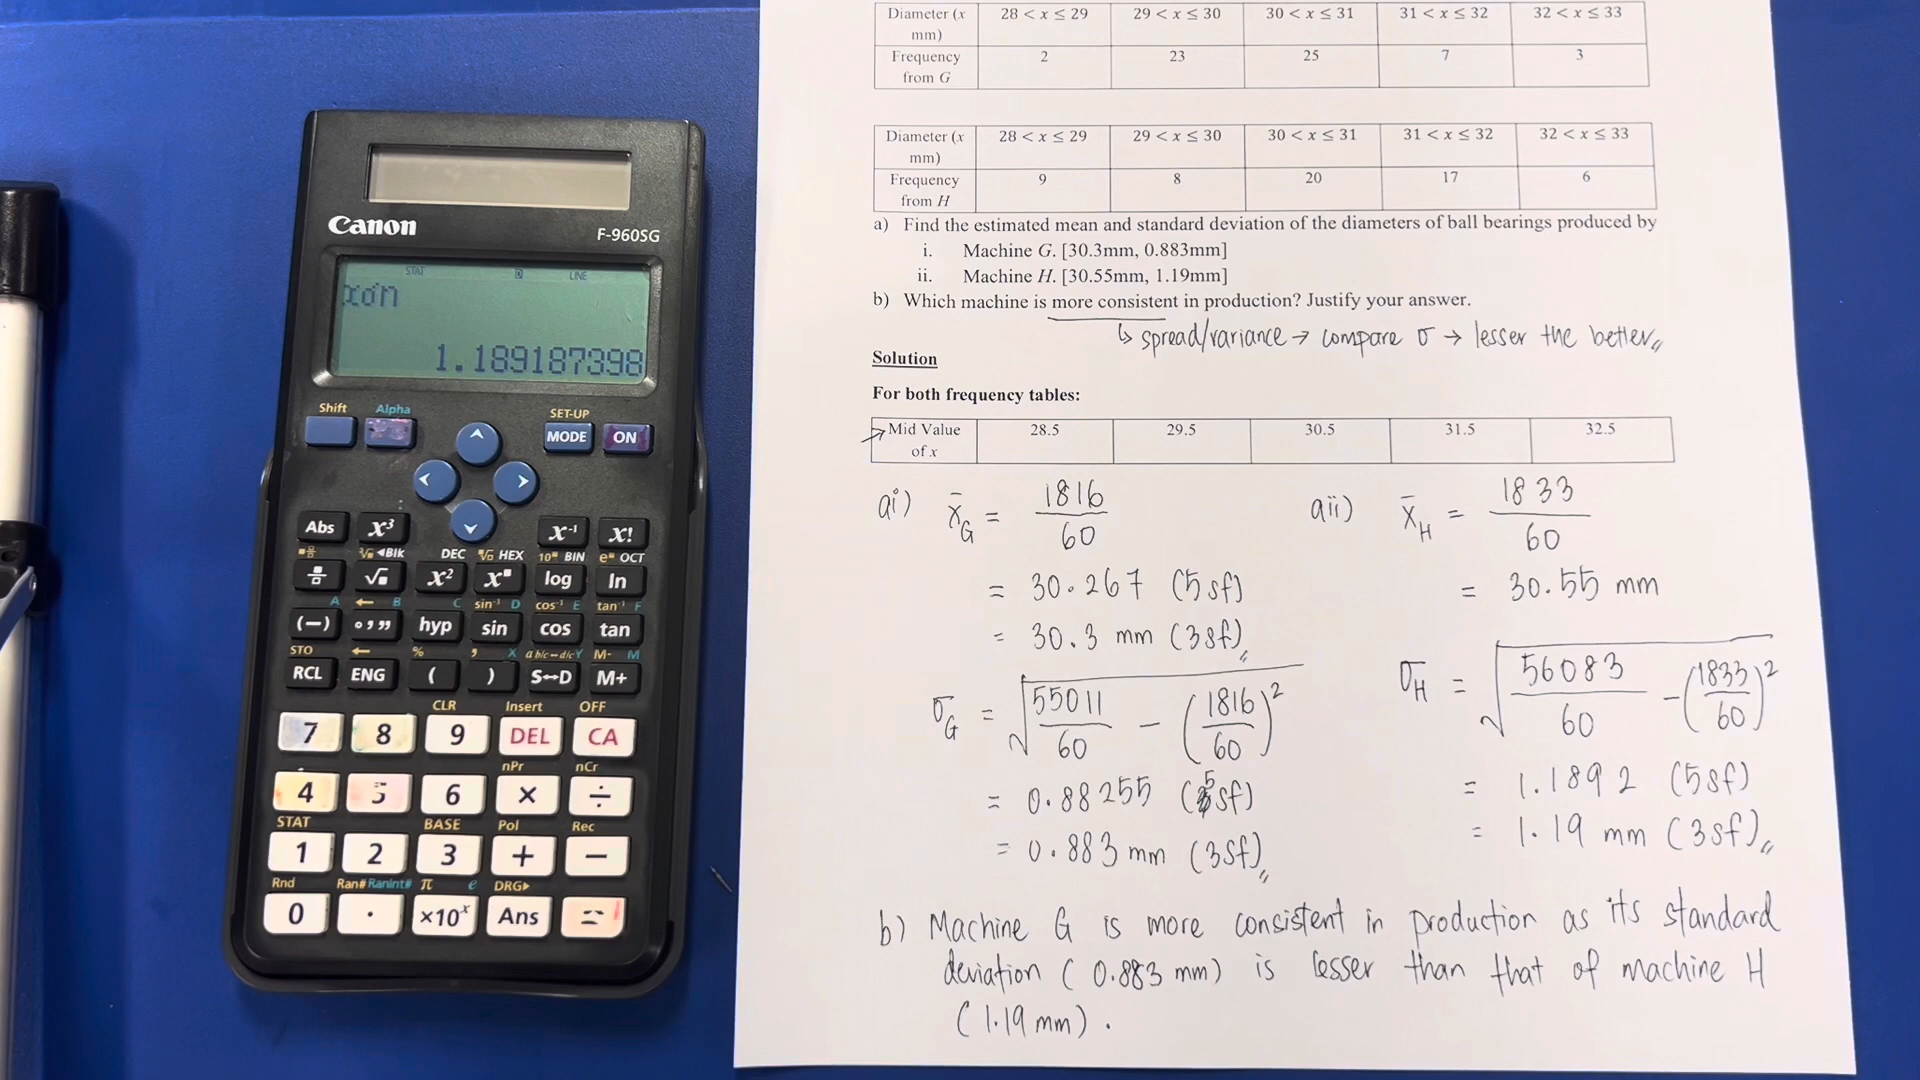 Diameter (x mm) 28 < x ≤ 29 29 < x ≤ 30 30 < x ≤ 31 31 < x ≤ 32 32 < x ≤ 33
Frequency from G 2 23 25 7 3
Diameter (x mm) 28 < x ≤ 29 29 < x ≤ 30 30 < x ≤ 31 31 < x ≤ 32 32 < x ≤ 33
Frequency from H 9 8 20 17 6
a) Find the estimated mean and standard deviation of the diameters of ball bearings produced by
i. Machine G. [30.3mm, 0.883mm]
ii. Machine H. [30.55mm, 1.19mm]
b) Which machine is more consistent in production? Justify your answer.
↳ spread/variance → compare σ → lesser the better
Solution
For both frequency tables:
Mid Value of x 28.5 29.5 30.5 31.5 32.5
ai) x̄G = 1816/60
= 30.267 (5sf)
= 30.3 mm (3sf)
σG = √(55011/60 − (1816/60)²)
= 0.88255 (5sf)
= 0.883 mm (3sf)
aii) x̄H = 1833/60
= 30.55 mm
σH = √(56083/60 − (1833/60)²)
= 1.1892 (5sf)
= 1.19 mm (3sf)
b) Machine G is more consistent in production as its standard
deviation (0.883 mm) is lesser than that of machine H
(1.19 mm).
Canon
F-960SG
STAT D LINE
xσn
1.189187398
Shift Alpha SET-UP
MODE ON
Abs x³ x⁻¹ x!
◀BIK DEC HEX 10 BIN e OCT
√ x² x■ log ln
A B C sin⁻¹ D cos⁻¹ E tan⁻¹ F
(−) ° ’ ” hyp sin cos tan
STO ← % , X a b/c↔d/c Y M- M
RCL ENG ( ) S↔D M+
CLR Insert OFF
7 8 9 DEL CA
nPr nCr
4 5 6 × ÷
STAT BASE Pol Rec
1 2 3 + −
Rnd Ran# RanInt# π e DRG▶
0 · ×10ˣ Ans =